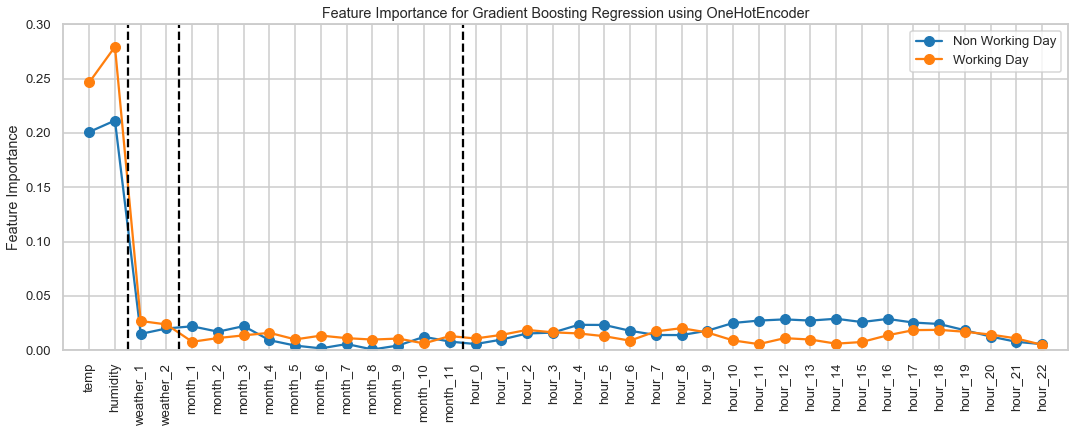 Feature Importance for Gradient Boosting Regression using OneHotEncoder
Non Working Day
Working Day
Feature Importance
0.30
0.25
0.20
0.15
0.10
0.05
0.00
temp
humidity
weather_1
weather_2
month_1
month_2
month_3
month_4
month_5
month_6
month_7
month_8
month_9
month_10
month_11
hour_0
hour_1
hour_2
hour_3
hour_4
hour_5
hour_6
hour_7
hour_8
hour_9
hour_10
hour_11
hour_12
hour_13
hour_14
hour_15
hour_16
hour_17
hour_18
hour_19
hour_20
hour_21
hour_22